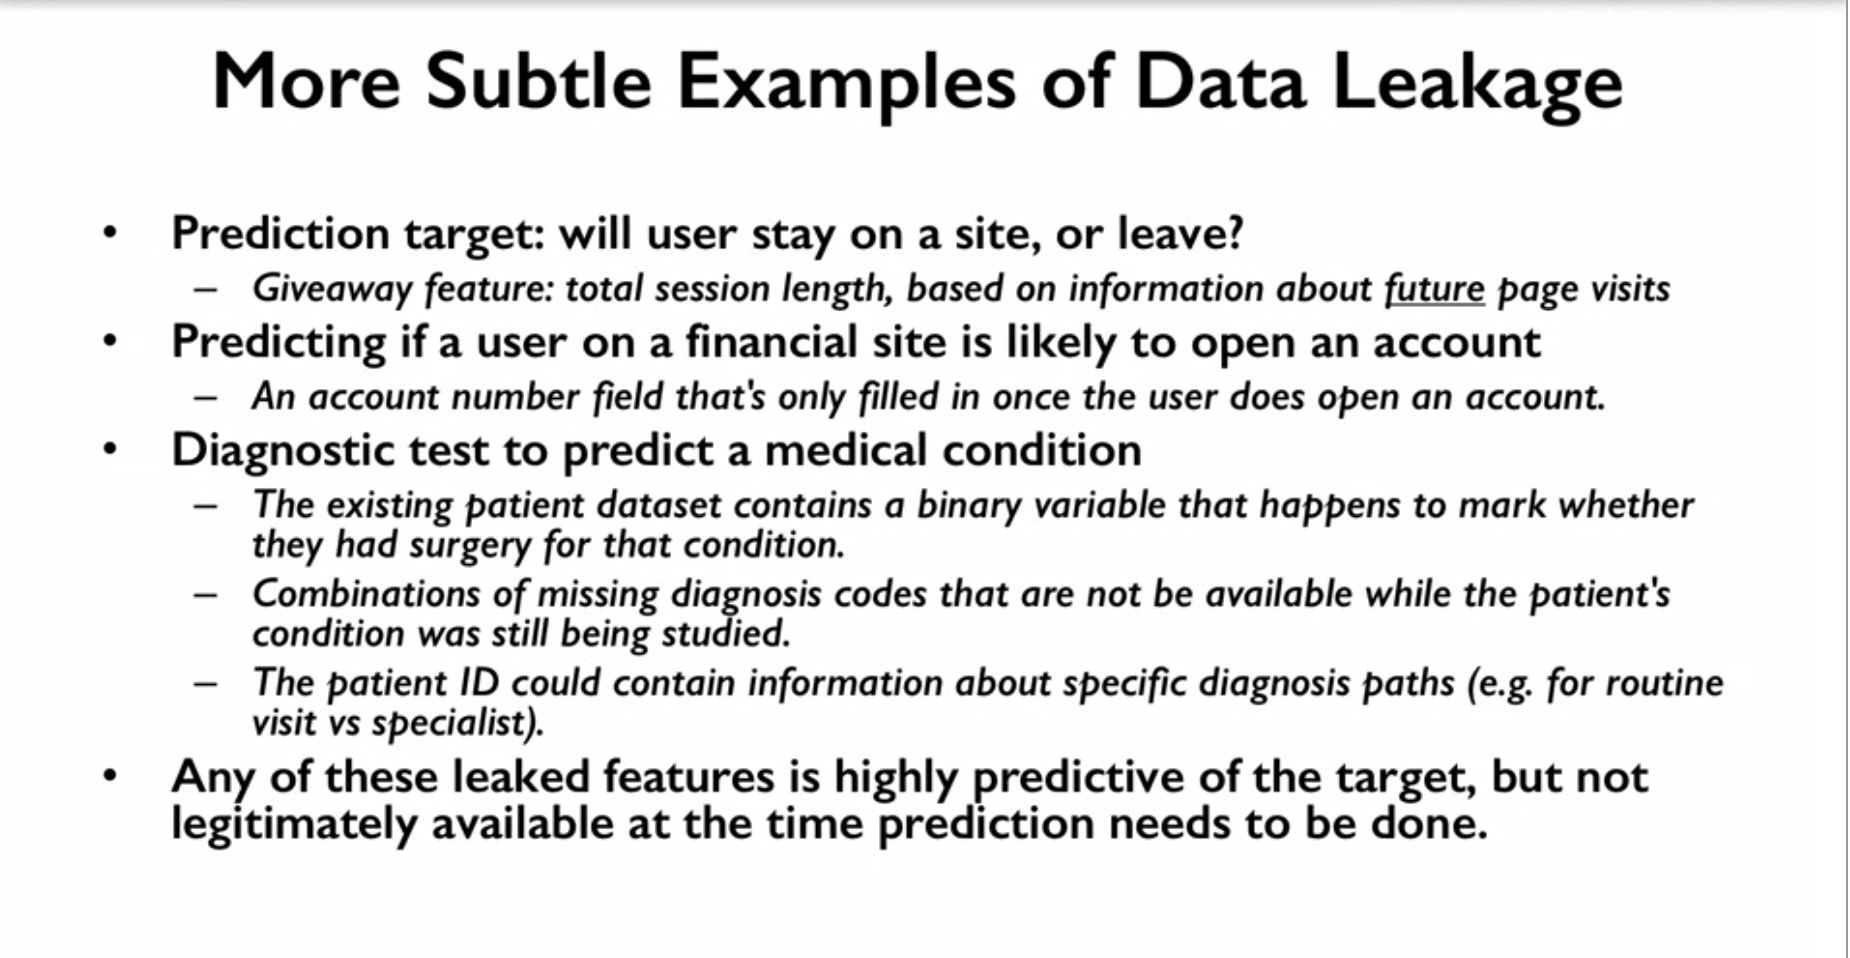 More Subtle Examples of Data Leakage
• Prediction target: will user stay on a site, or leave?
– Giveaway feature: total session length, based on information about future page visits
• Predicting if a user on a financial site is likely to open an account
– An account number field that's only filled in once the user does open an account.
• Diagnostic test to predict a medical condition
– The existing patient dataset contains a binary variable that happens to mark whether
they had surgery for that condition.
– Combinations of missing diagnosis codes that are not be available while the patient's
condition was still being studied.
– The patient ID could contain information about specific diagnosis paths (e.g. for routine
visit vs specialist).
• Any of these leaked features is highly predictive of the target, but not
legitimately available at the time prediction needs to be done.